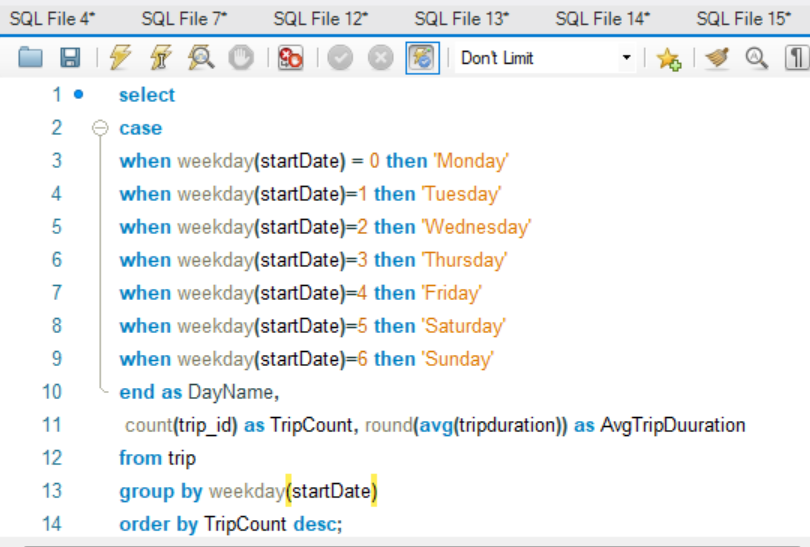 SQL File 4* SQL File 7* SQL File 12* SQL File 13* SQL File 14* SQL File 15*
Don't Limit
1 select
2 case
3 when weekday(startDate) = 0 then 'Monday'
4 when weekday(startDate)=1 then 'Tuesday'
5 when weekday(startDate)=2 then 'Wednesday'
6 when weekday(startDate)=3 then 'Thursday'
7 when weekday(startDate)=4 then 'Friday'
8 when weekday(startDate)=5 then 'Saturday'
9 when weekday(startDate)=6 then 'Sunday'
10 end as DayName,
11 count(trip_id) as TripCount, round(avg(tripduration)) as AvgTripDuuration
12 from trip
13 group by weekday(startDate)
14 order by TripCount desc;